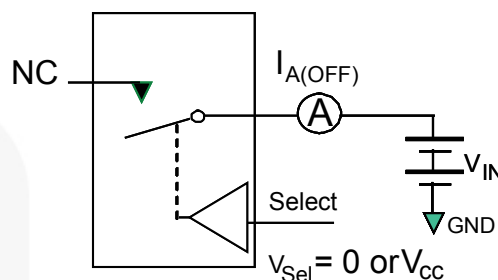 NC
I_A(OFF)
A
V_IN
Select
GND
V_Sel = 0 or V_cc